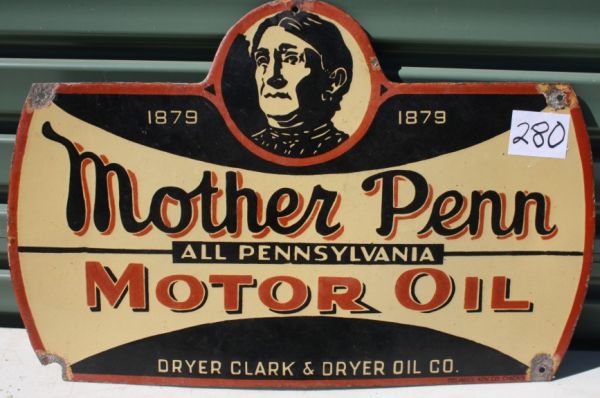 1879 1879
280
Mother Penn
ALL PENNSYLVANIA
MOTOR OIL
DRYER CLARK & DRYER OIL CO.